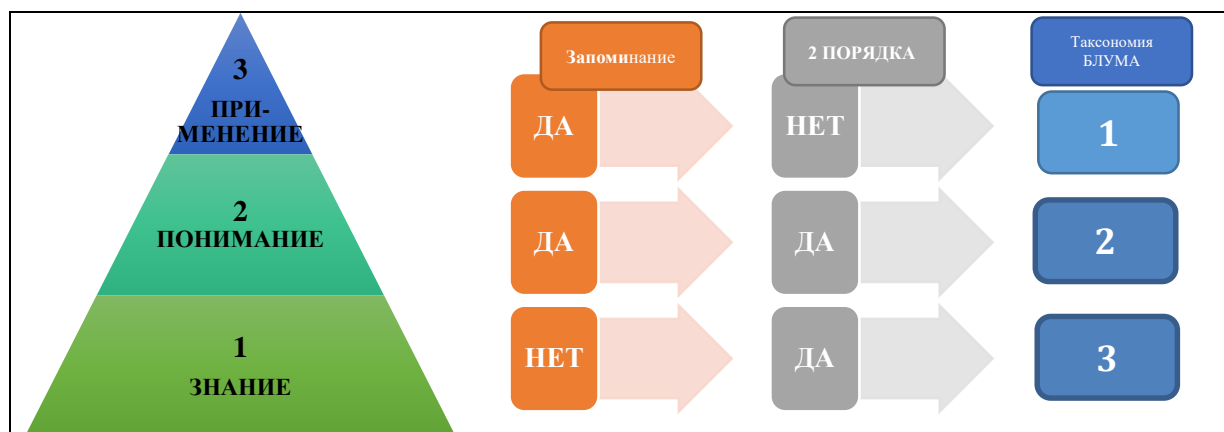 3
ПРИ-
МЕНЕНИЕ
2
ПОНИМАНИЕ
1
ЗНАНИЕ
Запоминание
2 ПОРЯДКА
Таксономия
БЛУМА
ДА
НЕТ
1
ДА
ДА
2
НЕТ
ДА
3